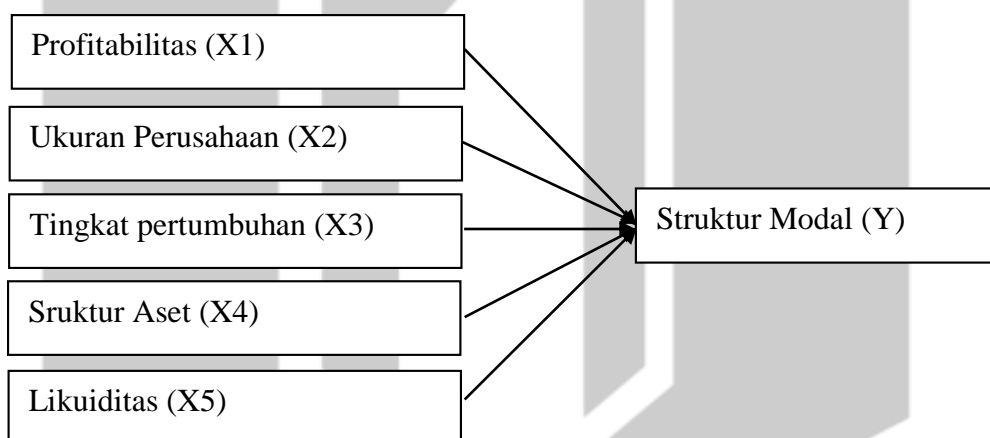 Profitabilitas (X1)
Ukuran Perusahaan (X2)
Tingkat pertumbuhan (X3)
Struktur Modal (Y)
Sruktur Aset (X4)
Likuiditas (X5)